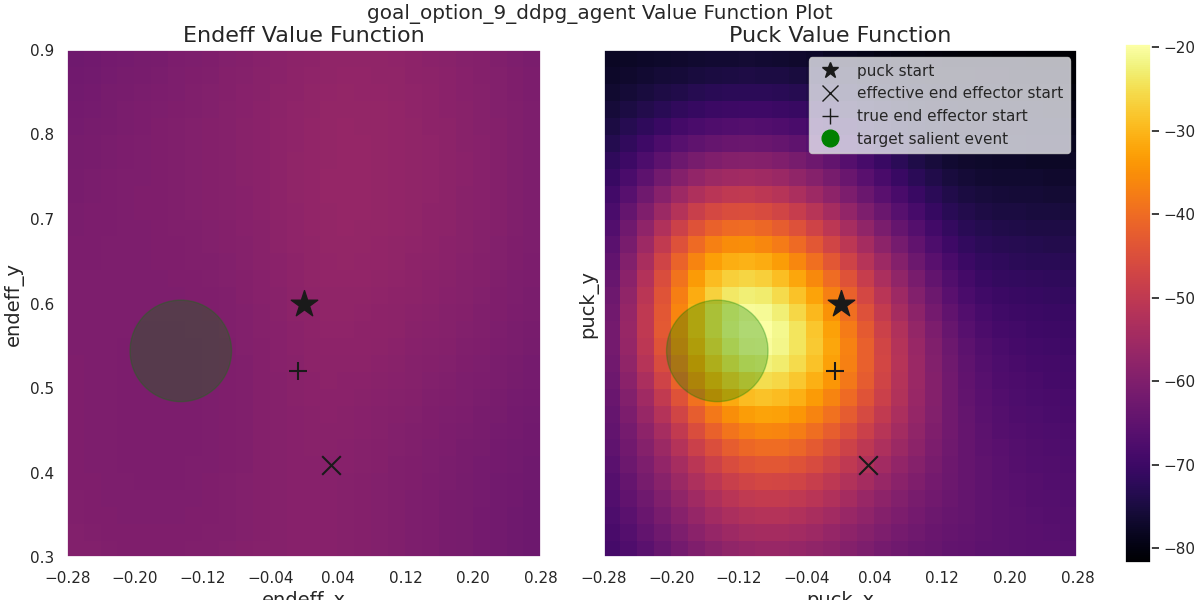 goal_option_9_ddpg_agent Value Function Plot
Endeff Value Function
Puck Value Function
0.9
0.8
0.7
0.6
0.5
0.4
0.3
endeff_y
−0.28 −0.20 −0.12 −0.04 0.04 0.12 0.20 0.28
endeff_x
puck_y
puck start
effective end effector start
true end effector start
target salient event
−0.28 −0.20 −0.12 −0.04 0.04 0.12 0.20 0.28
puck_x
−20
−30
−40
−50
−60
−70
−80